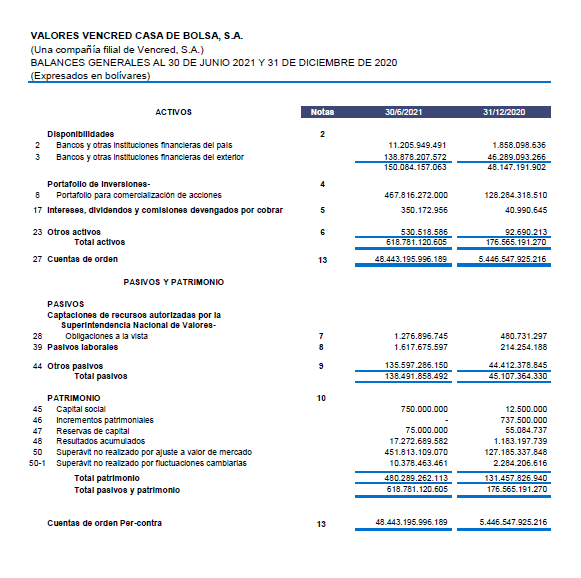 VALORES VENCRED CASA DE BOLSA, S.A.
(Una compañía filial de Vencred, S.A.)
BALANCES GENERALES AL 30 DE JUNIO 2021 Y 31 DE DICIEMBRE DE 2020
(Expresados en bolívares)
ACTIVOS Notas 30/6/2021 31/12/2020
Disponibilidades 2
2 Bancos y otras instituciones financieras del país 11.205.949.491 1.858.098.636
3 Bancos y otras instituciones financieras del exterior 138.878.207.572 46.289.093.266
150.084.157.063 48.147.191.902
Portafolio de Inversiones- 4
8 Portafolio para comercialización de acciones 467.816.272.000 128.284.318.510
17 Intereses, dividendos y comisiones devengados por cobrar 5 350.172.956 40.990.645
23 Otros activos 6 530.518.586 92.690.213
Total activos 618.781.120.605 176.565.191.270
27 Cuentas de orden 13 48.443.195.996.189 5.446.547.925.216
PASIVOS Y PATRIMONIO
PASIVOS
Captaciones de recursos autorizadas por la
Superintendencia Nacional de Valores-
28 Obligaciones a la vista 7 1.276.896.745 480.731.297
39 Pasivos laborales 8 1.617.675.597 214.254.188
44 Otros pasivos 9 135.597.286.150 44.412.378.845
Total pasivos 138.491.858.492 45.107.364.330
PATRIMONIO 10
45 Capital social 750.000.000 12.500.000
46 Incrementos patrimoniales - 737.500.000
47 Reservas de capital 75.000.000 55.084.737
48 Resultados acumulados 17.272.689.582 1.183.197.739
50 Superávit no realizado por ajuste a valor de mercado 451.813.109.070 127.185.337.848
50-1 Superávit no realizado por fluctuaciones cambiarias 10.378.463.461 2.284.206.616
Total patrimonio 480.289.262.113 131.457.826.940
Total pasivos y patrimonio 618.781.120.605 176.565.191.270
Cuentas de orden Per-contra 13 48.443.195.996.189 5.446.547.925.216